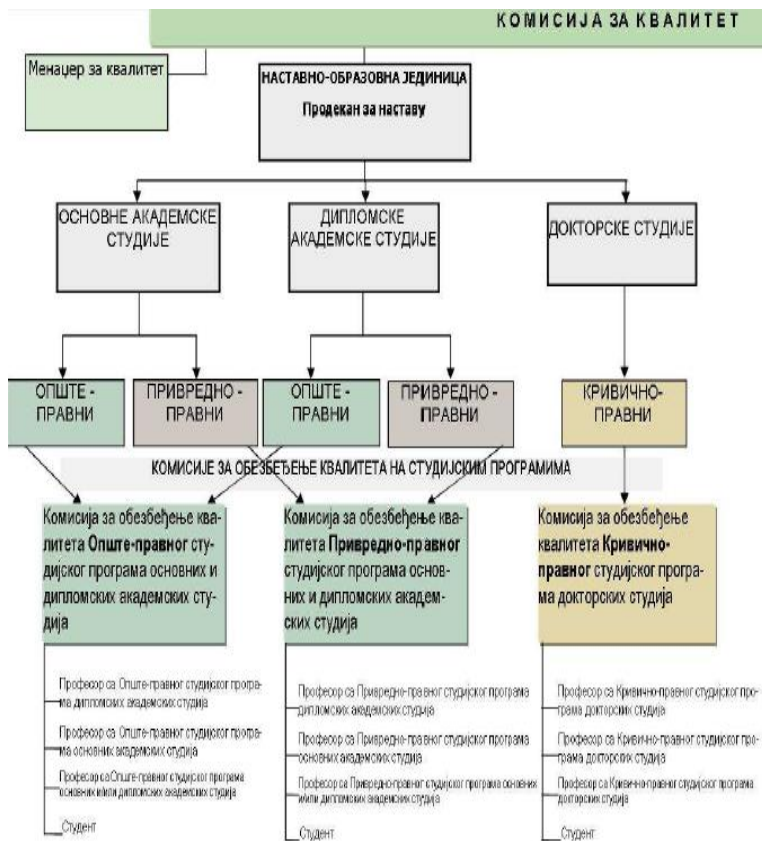 КОМИСИЈА ЗА КВАЛИТЕТ
Менаџер за квалитет
НАСТАВНО-ОБРАЗОВНА ЈЕДИНИЦА
Продекан за наставу
ОСНОВНЕ АКАДЕМСКЕ
СТУДИЈЕ
ДИПЛОМСКЕ
АКАДЕМСКЕ СТУДИЈЕ
ДОКТОРСКЕ СТУДИЈЕ
ОПШТЕ -
ПРАВНИ
ПРИВРЕДНО -
ПРАВНИ
ОПШТЕ -
ПРАВНИ
ПРИВРЕДНО -
ПРАВНИ
КРИВИЧНО-
ПРАВНИ
КОМИСИЈЕ ЗА ОБЕЗБЕЂЕЊЕ КВАЛИТЕТА НА СТУДИЈСКИМ ПРОГРАМИМА
Комисија за обезбеђење ква-
литета Опште-правног сту-
дијског програма основних и
дипломских академских сту-
дија
Комисија за обезбеђење ква-
литета Привредно-правног
студијског програма основ-
них и дипломских академ-
ских студија
Комисија за обезбеђење
квалитета Кривично-
правног студијског програ-
ма докторских студија
Професор са Опште-правног студијског програ-
ма дипломских академских студија
Професор са Опште-правног студијског програ-
ма основних академских студија
Професор са Опште-правног студијског програма
основних и/или дипломских академских студија
Студент
Професор са Привредно-правног студијског програма
дипломских академских студија
Професор са Привредно-правног студијског програма
основних академских студија
Професор са Привредно-правног студијског програма основних
и/или дипломских академских студија
Студент
Професор са Кривично-правног студијског про-
грама докторских студија
Професор са Кривично-правног студијског про-
грама докторских студија
Професор са Кривично-правног студијског програма
докторских студија
Студент